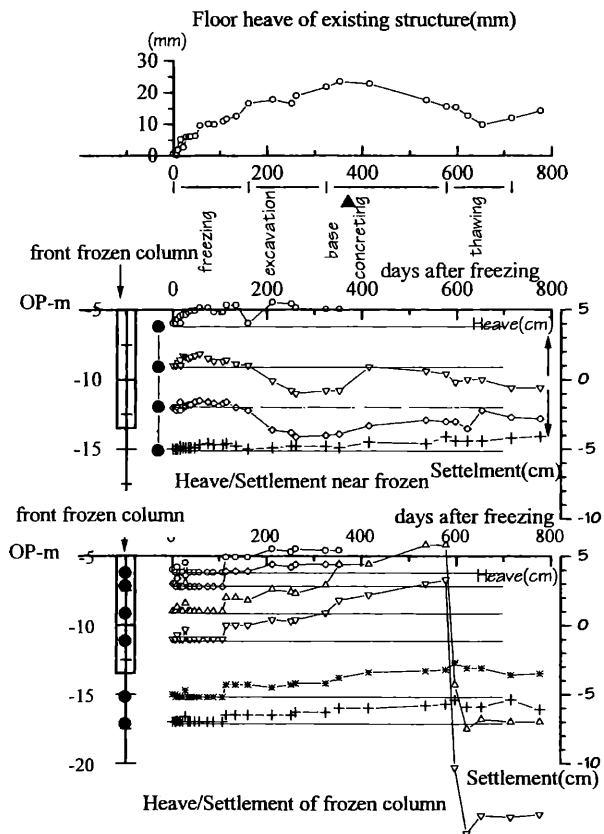 Floor heave of existing structure(mm)
(mm)
30
20
10
0
0 200 400 600 800
freezing
excavation
base
concreting
thawing
front frozen column
days after freezing
OP-m
0 200 400 600 800
-5
-10
-15
5
0
-5
-10
Heave(cm)
Settelment(cm)
Heave/Settlement near frozen
front frozen column
days after freezing
OP-m
0 200 400 600 800
-5
-10
-15
-20
5
0
-5
-10
Heave(cm)
Settlement(cm)
Heave/Settlement of frozen column